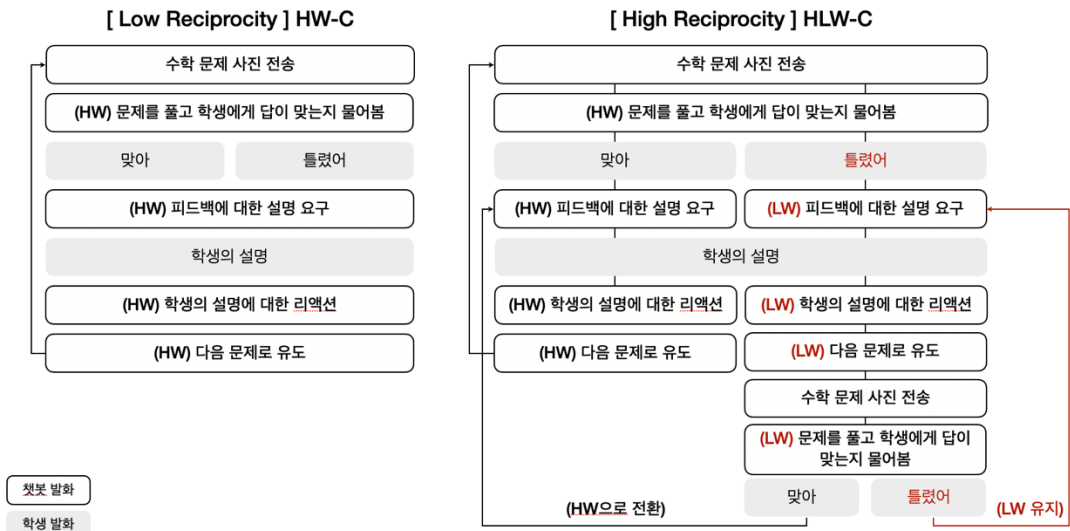 [ Low Reciprocity ] HW-C
수학 문제 사진 전송
(HW) 문제를 풀고 학생에게 답이 맞는지 물어봄
맞아
틀렸어
(HW) 피드백에 대한 설명 요구
학생의 설명
(HW) 학생의 설명에 대한 리액션
(HW) 다음 문제로 유도
챗봇 발화
학생 발화
[ High Reciprocity ] HLW-C
수학 문제 사진 전송
(HW) 문제를 풀고 학생에게 답이 맞는지 물어봄
맞아
틀렸어
(HW) 피드백에 대한 설명 요구
(LW) 피드백에 대한 설명 요구
학생의 설명
(HW) 학생의 설명에 대한 리액션
(LW) 학생의 설명에 대한 리액션
(HW) 다음 문제로 유도
(LW) 다음 문제로 유도
수학 문제 사진 전송
(LW) 문제를 풀고 학생에게 답이
맞는지 물어봄
맞아
틀렸어
(HW으로 전환)
(LW 유지)